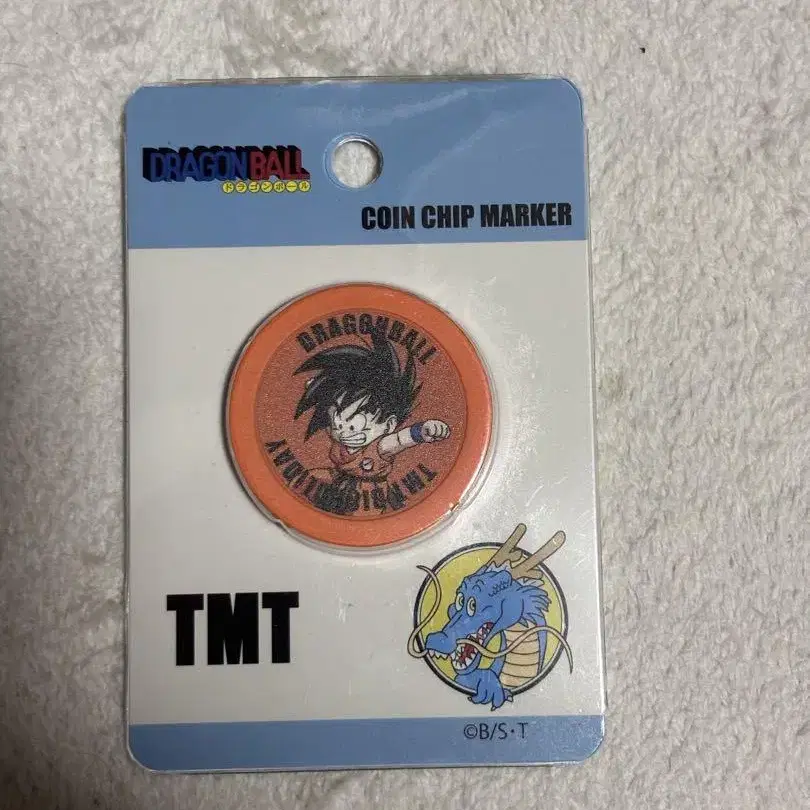 DRAGON BALL
ドラゴンボール
COIN CHIP MARKER
DRAGONBALL
TMT
©B/S・T